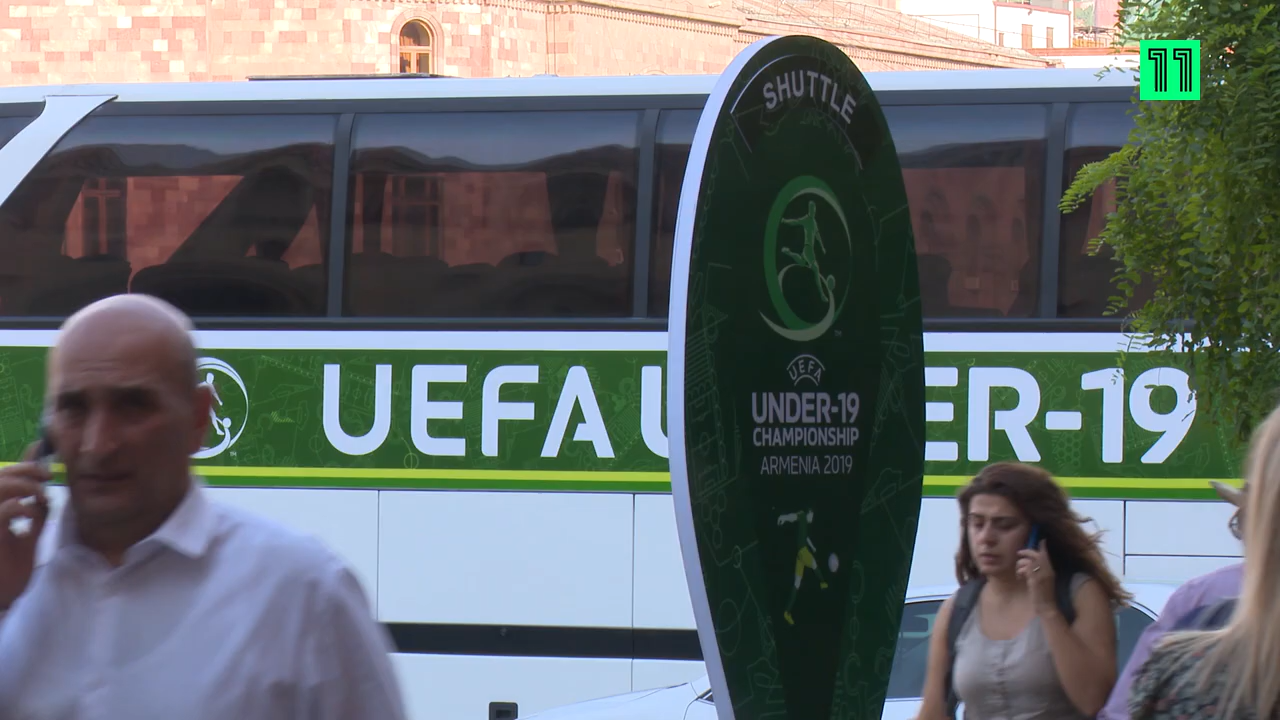 11
SHUTTLE
UEFA
UNDER-19
CHAMPIONSHIP
ARMENIA 2019
UEFA U ER-19